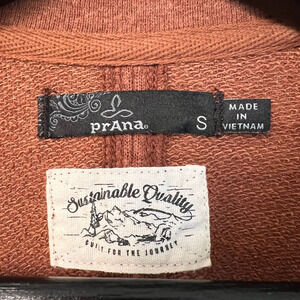 prAna
S
MADE
IN
VIETNAM
Sustainable Quality
BUILT FOR THE JOURNEY